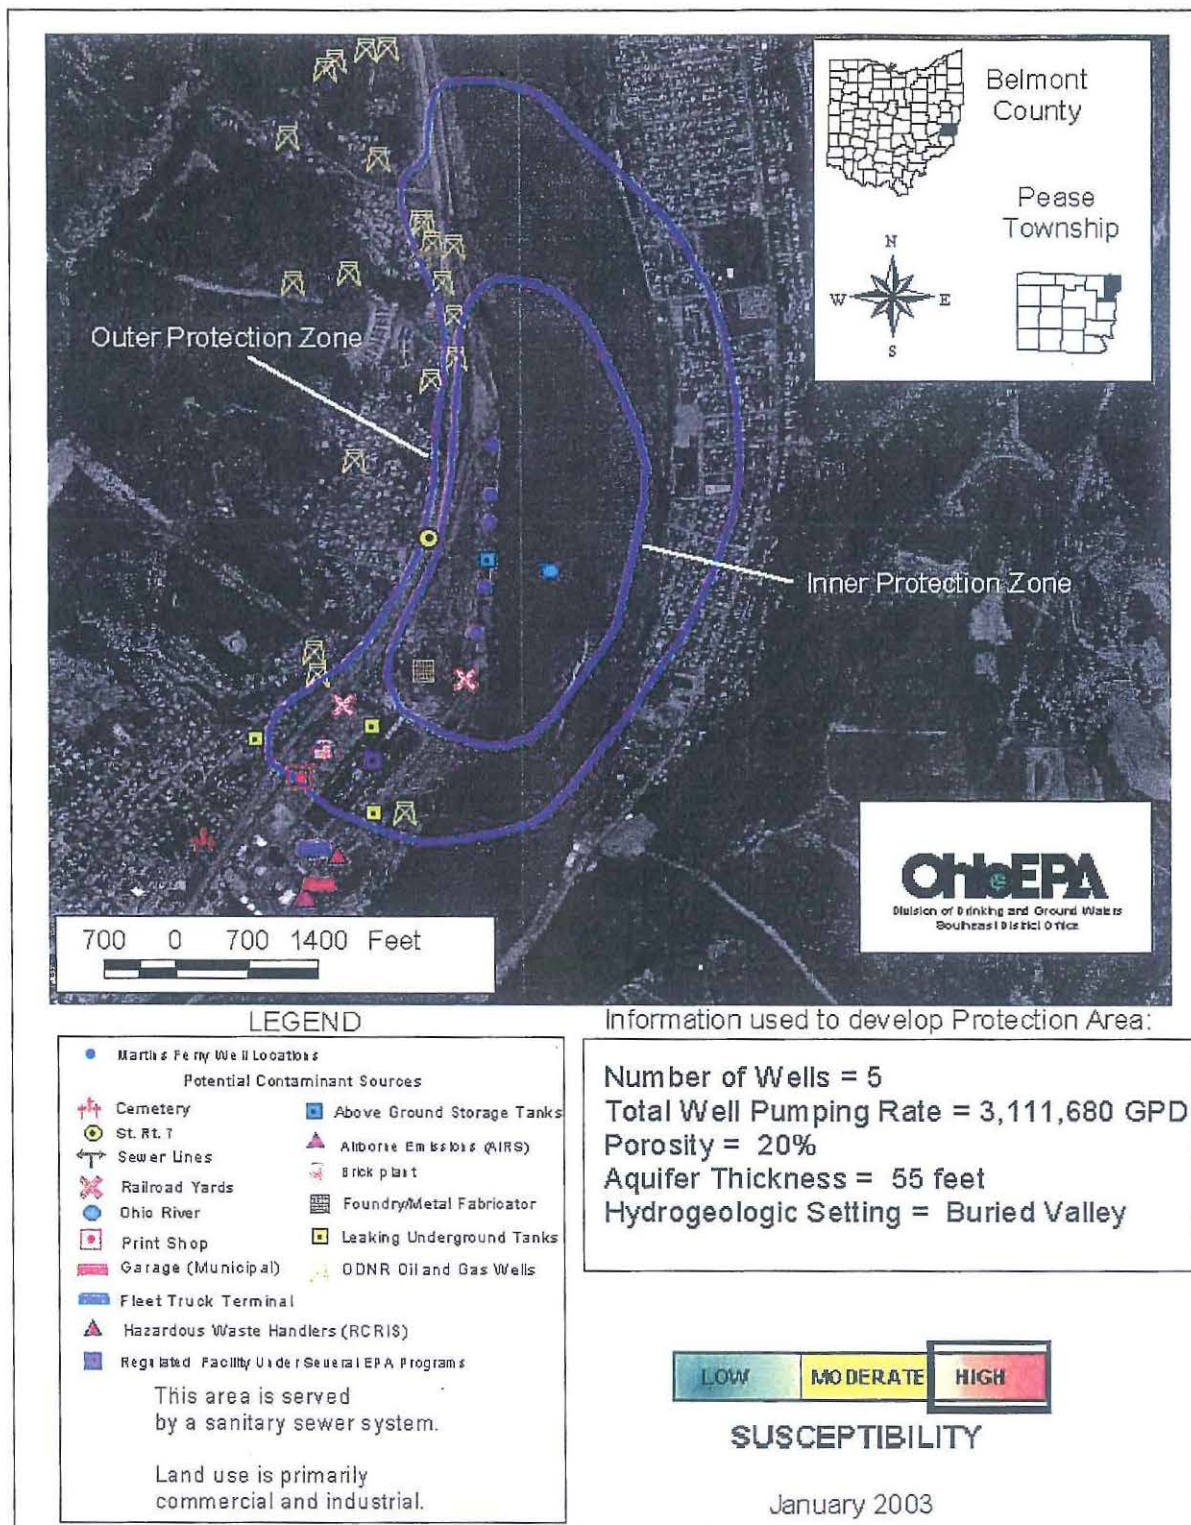 Belmont
County
Pease
Township
N
W E
S
Outer Protection Zone
Inner Protection Zone
OhioEPA
Division of Drinking and Ground Waters
Southeast District Office
700 0 700 1400 Feet
LEGEND
Martins Ferry Well Locations
Potential Contaminant Sources
Cemetery
St. Rt. 7
Sewer Lines
Railroad Yards
Ohio River
Print Shop
Garage (Municipal)
Fleet Truck Terminal
Hazardous Waste Handlers (RCRIS)
Regulated Facility Under Several EPA Programs
Above Ground Storage Tanks
Airborne Emissions (AIRS)
Brick plant
Foundry/Metal Fabricator
Leaking Underground Tanks
ODNR Oil and Gas Wells
This area is served
by a sanitary sewer system.
Land use is primarily
commercial and industrial.
Information used to develop Protection Area:
Number of Wells = 5
Total Well Pumping Rate = 3,111,680 GPD
Porosity = 20%
Aquifer Thickness = 55 feet
Hydrogeologic Setting = Buried Valley
LOW MODERATE HIGH
SUSCEPTIBILITY
January 2003